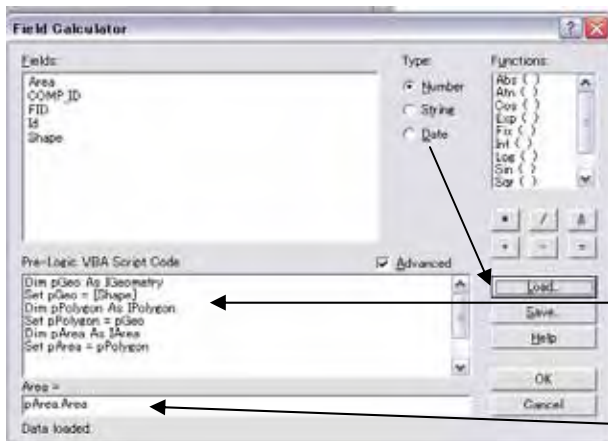 Field Calculator
Fields:
Area
COMP_ID
FID
Id
Shape
Type:
Number
String
Date
Functions:
Abs ( )
Atn ( )
Cos ( )
Exp ( )
Fix ( )
Int ( )
Log ( )
Sin ( )
Sqr ( )
* / &
+ - =
Pre-Logic VBA Script Code
Advanced
Dim pGeo As IGeometry
Set pGeo = [Shape]
Dim pPolygon As IPolygon
Set pPolygon = pGeo
Dim pArea As IArea
Set pArea = pPolygon
Load...
Save...
Help
Area =
pArea.Area
OK
Cancel
Data loaded.